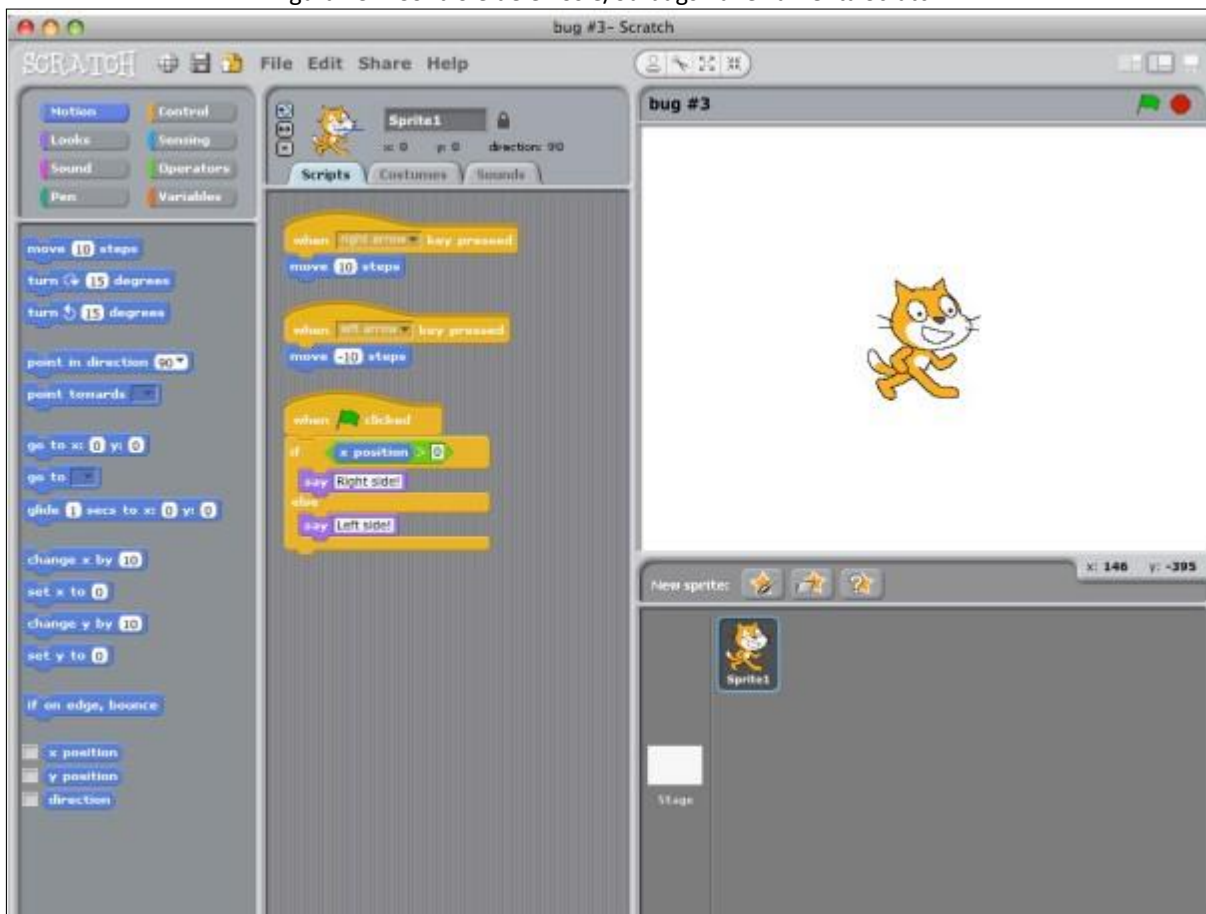 bug #3– Scratch
SCRATCH File Edit Share Help
Motion Control
Looks Sensing
Sound Operators
Pen Variables
move 10 steps
turn 15 degrees
turn 15 degrees
point in direction 90
point towards
go to x: 0 y: 0
go to
glide 1 secs to x: 0 y: 0
change x by 10
set x to 0
change y by 10
set y to 0
if on edge, bounce
x position
y position
direction
Sprite1
x: 0 y: 0 direction: 90
Scripts Costumes Sounds
when right arrow key pressed
move 10 steps
when left arrow key pressed
move -10 steps
when clicked
if x position > 0
say Right side!
else
say Left side!
bug #3
x: 146 y: -395
New sprite:
Sprite1
Stage